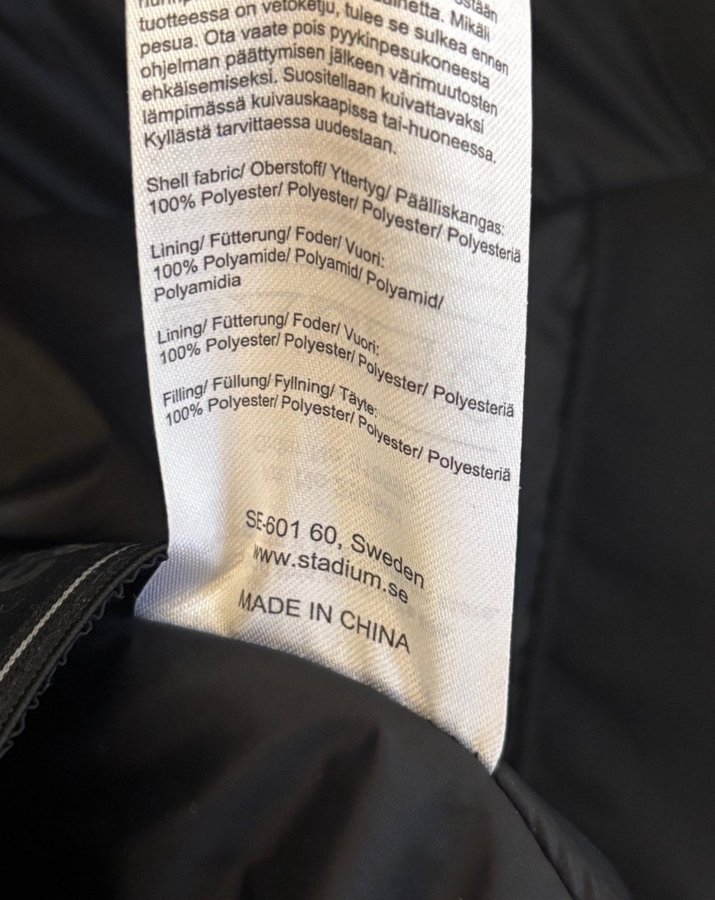 tuotteessa on vetoketju, tulee se sulkea ennen
pesua. Ota vaate pois pyykinpesukoneesta
ohjelman päättymisen jälkeen värimuutosten
ehkäisemiseksi. Suositellaan kuivattavaksi
lämpimässä kuivauskaapissa tai-huoneessa.
Kyllästä tarvittaessa uudestaan.
Shell fabric/ Oberstoff/ Yttertyg/ Päälliskangas:
100% Polyester/ Polyester/ Polyester/ Polyesteriä
Lining/ Fütterung/ Foder/ Vuori:
100% Polyamide/ Polyamid/ Polyamid/
Polyamidia
Lining/ Fütterung/ Foder/ Vuori:
100% Polyester/ Polyester/ Polyester/ Polyesteriä
Filling/ Füllung/ Fyllning/ Täyte:
100% Polyester/ Polyester/ Polyester/ Polyesteriä
SE-601 60, Sweden
www.stadium.se
MADE IN CHINA